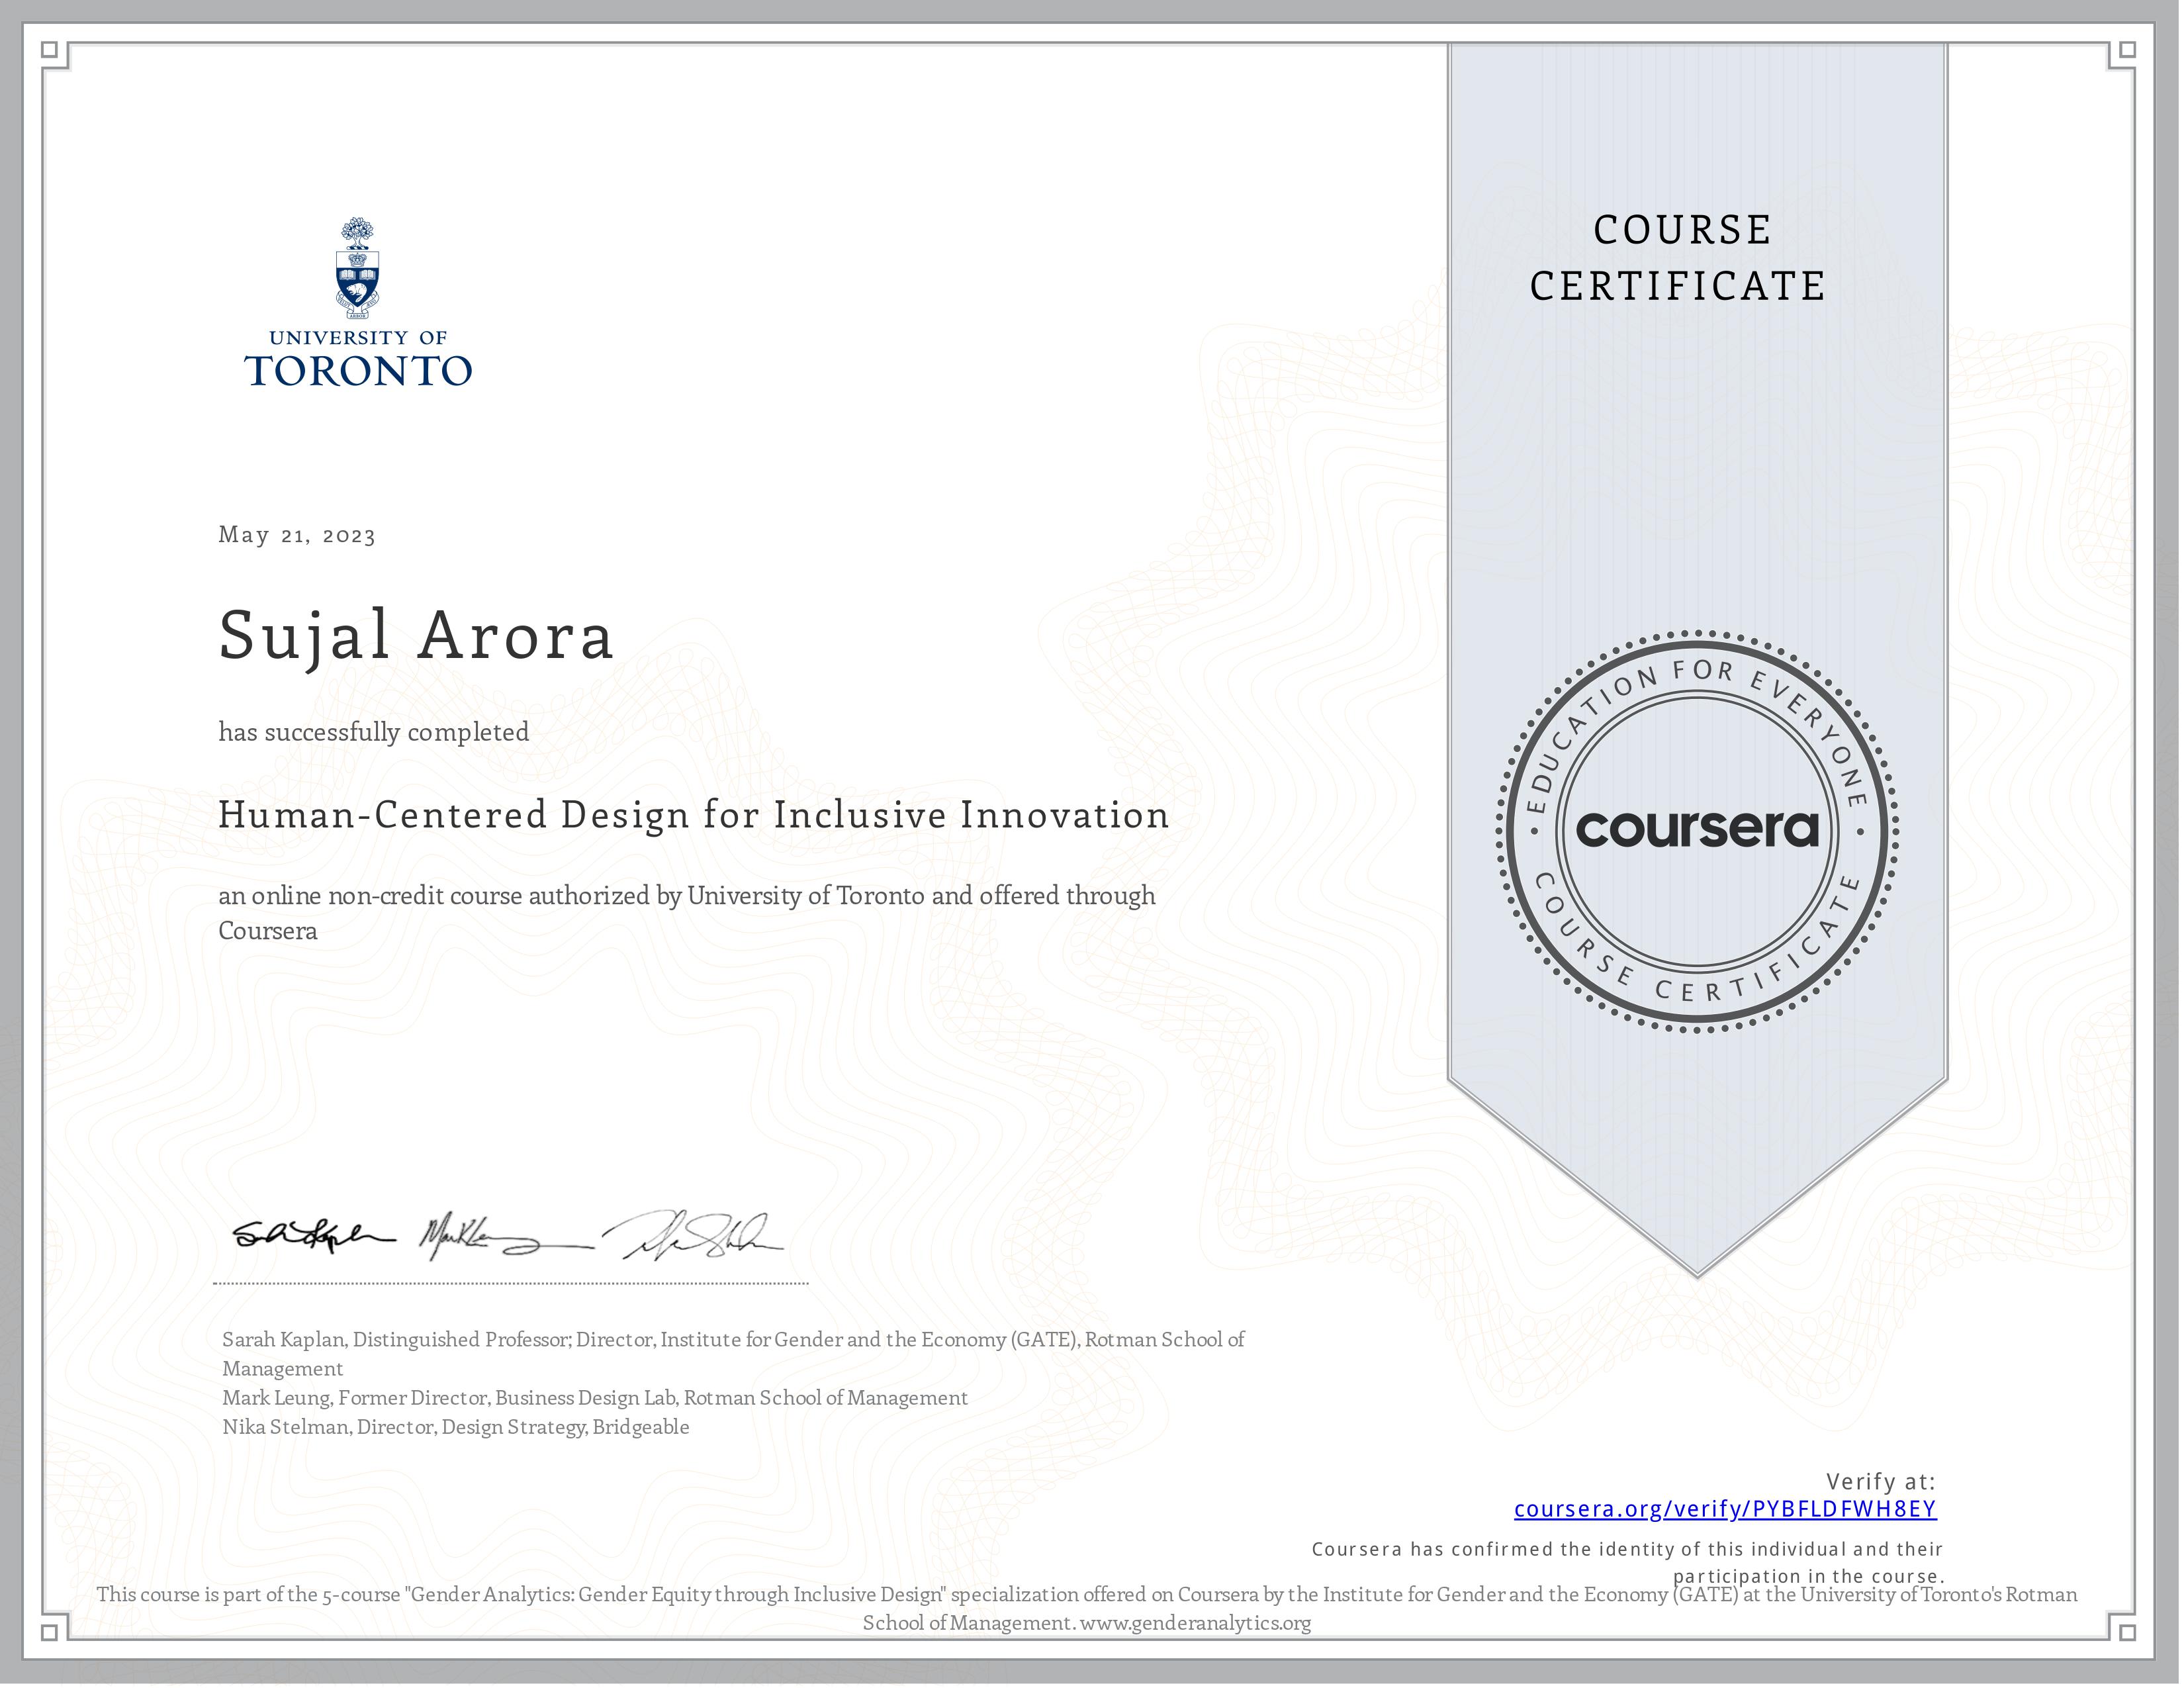 UNIVERSITY OF
TORONTO
COURSE
CERTIFICATE
May 21, 2023
Sujal Arora
has successfully completed
Human-Centered Design for Inclusive Innovation
an online non-credit course authorized by University of Toronto and offered through
Coursera
EDUCATION FOR EVERYONE
coursera
COURSE CERTIFICATE
Sarah Kaplan, Distinguished Professor; Director, Institute for Gender and the Economy (GATE), Rotman School of
Management
Mark Leung, Former Director, Business Design Lab, Rotman School of Management
Nika Stelman, Director, Design Strategy, Bridgeable
Verify at:
coursera.org/verify/PYBFLDFWH8EY
Coursera has confirmed the identity of this individual and their
participation in the course.
This course is part of the 5-course "Gender Analytics: Gender Equity through Inclusive Design" specialization offered on Coursera by the Institute for Gender and the Economy (GATE) at the University of Toronto's Rotman
School of Management. www.genderanalytics.org